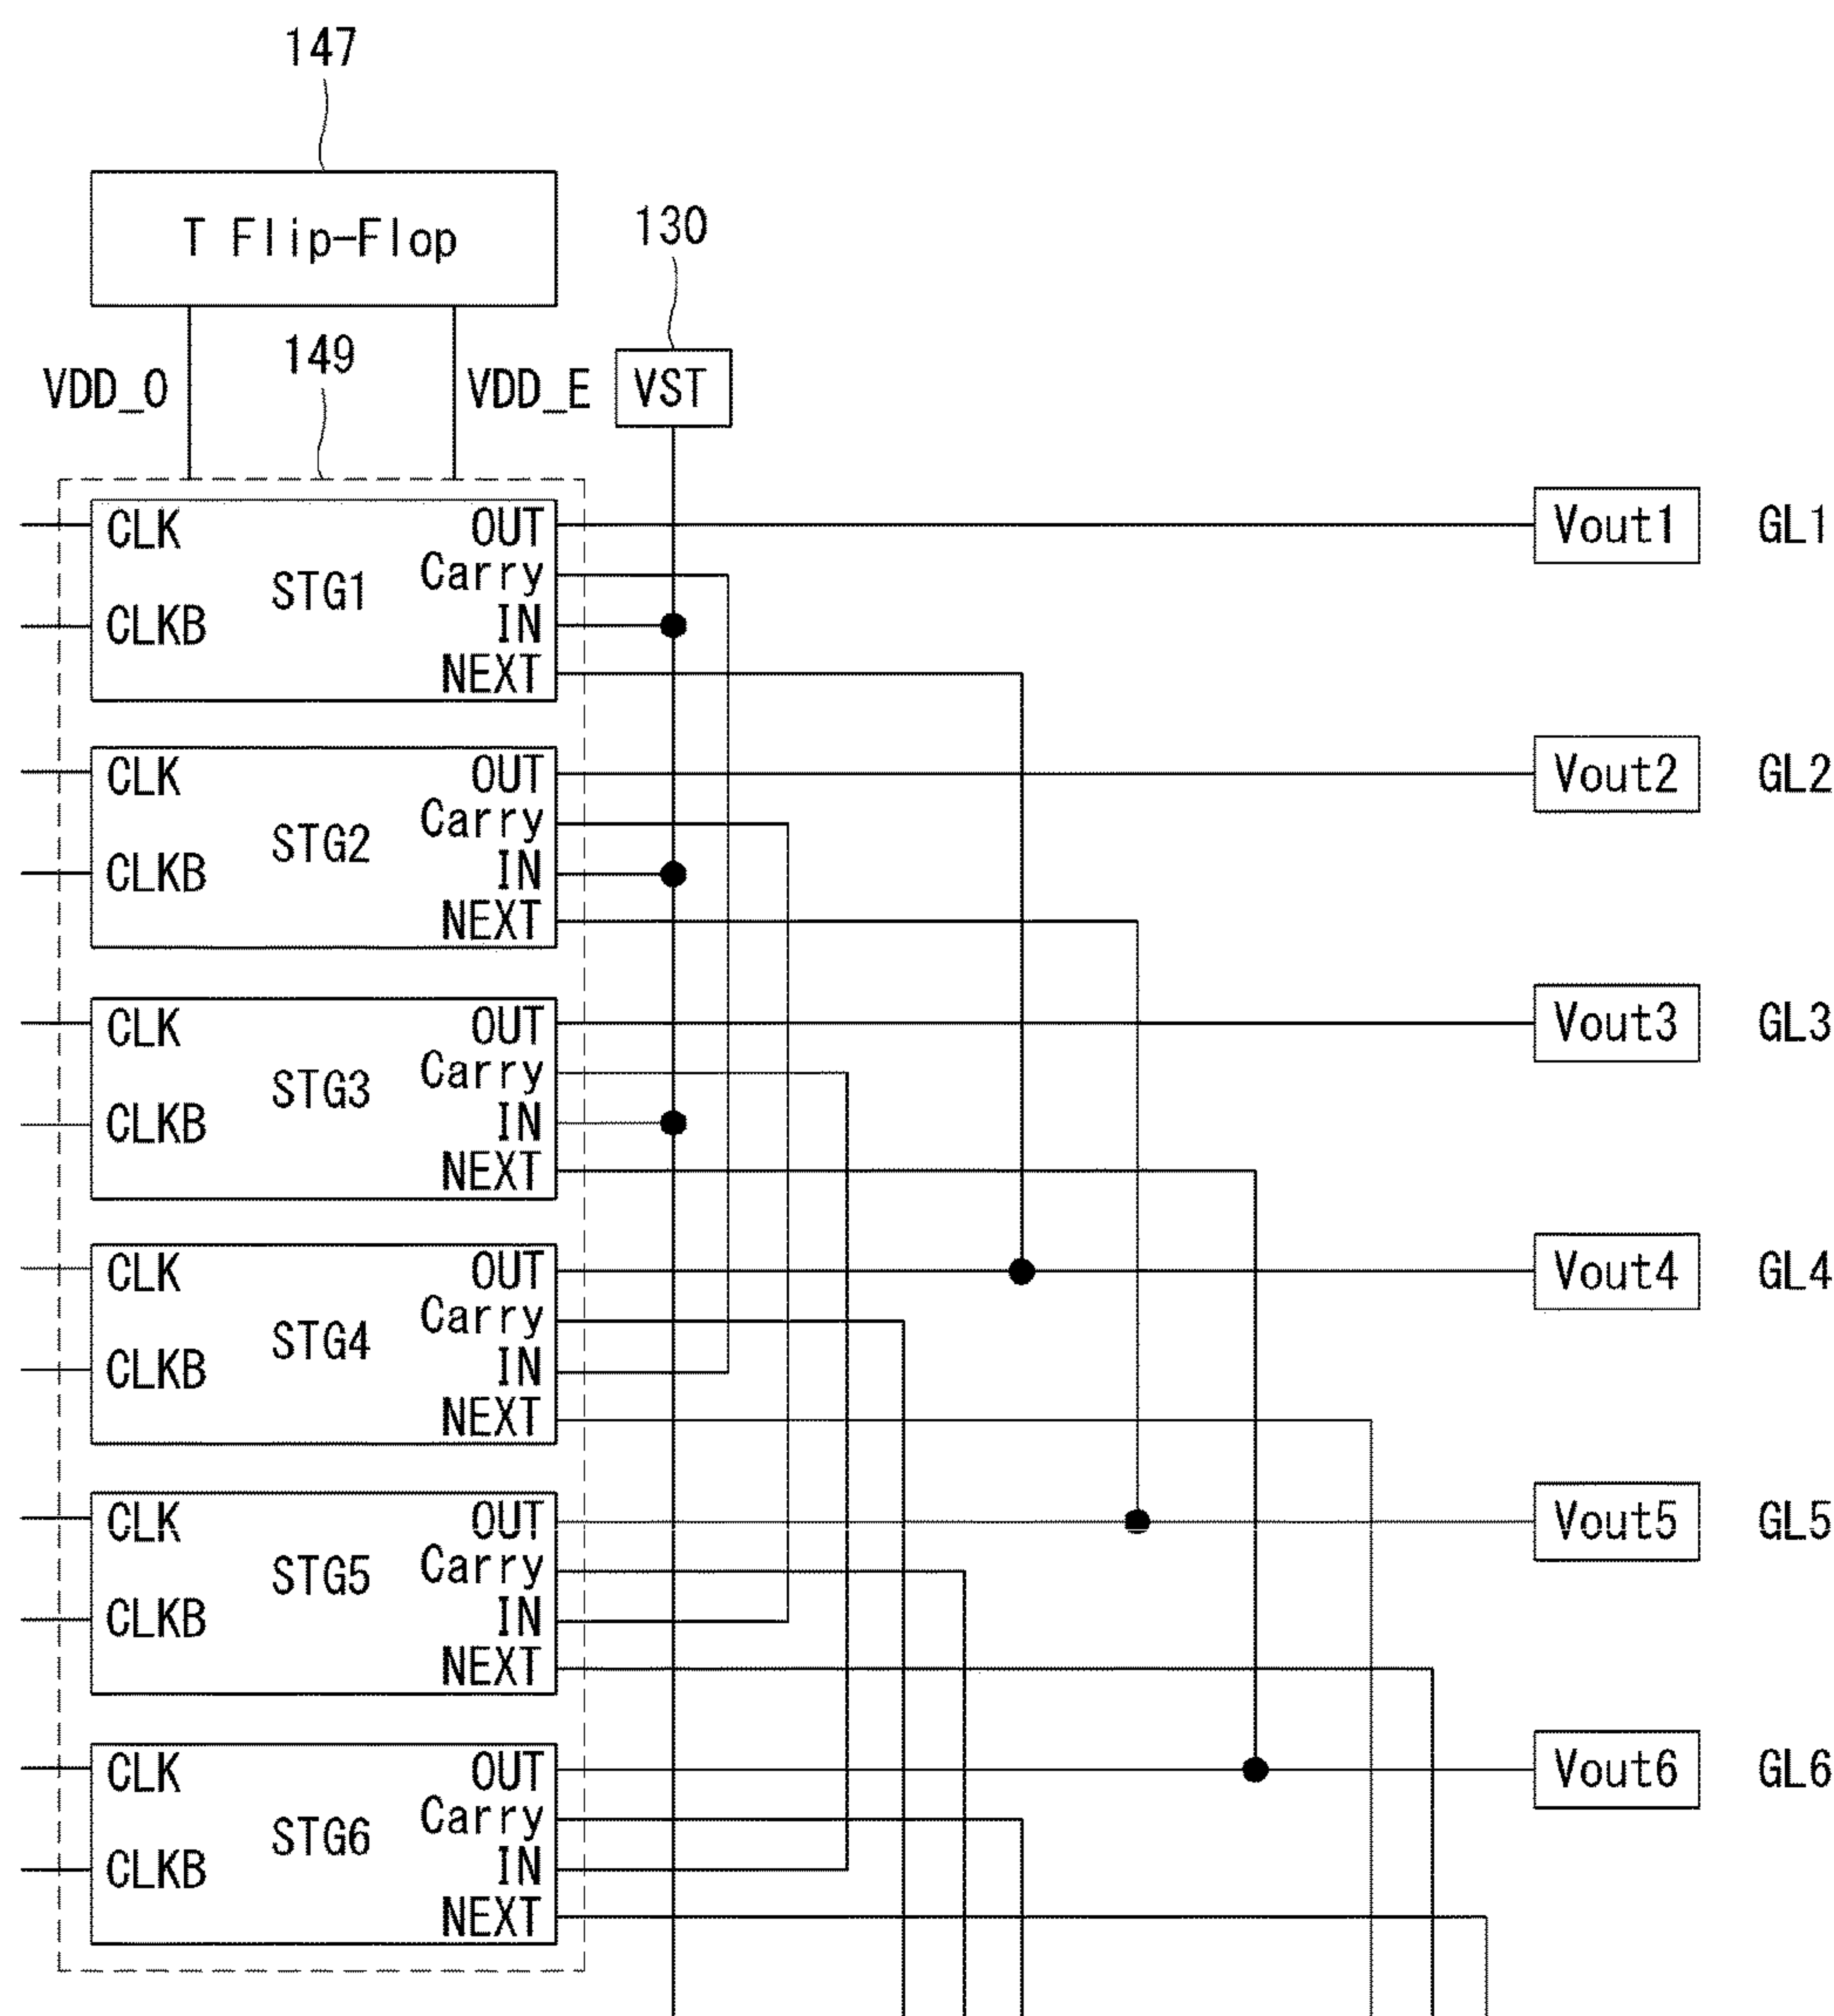 147
T Flip-Flop
130
149
VDD_O
VDD_E
VST
CLK
OUT
Vout1
GL1
Carry
STG1
CLKB
IN
NEXT
CLK
OUT
Vout2
GL2
Carry
STG2
CLKB
IN
NEXT
CLK
OUT
Vout3
GL3
Carry
STG3
CLKB
IN
NEXT
CLK
OUT
Vout4
GL4
Carry
STG4
CLKB
IN
NEXT
CLK
OUT
Vout5
GL5
Carry
STG5
CLKB
IN
NEXT
CLK
OUT
Vout6
GL6
Carry
STG6
CLKB
IN
NEXT